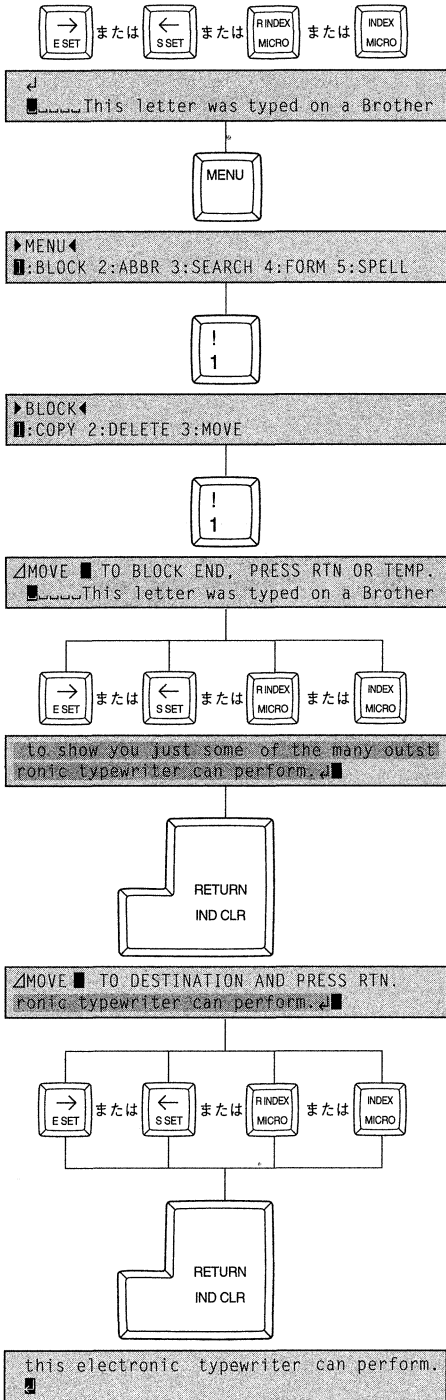 → E SET または ← S SET または R INDEX MICRO または INDEX MICRO
↲
␣␣␣␣␣This letter was typed on a Brother
MENU
▶MENU◀
1:BLOCK 2:ABBR 3:SEARCH 4:FORM 5:SPELL
!
1
▶BLOCK◀
1:COPY 2:DELETE 3:MOVE
!
1
⊿MOVE █ TO BLOCK END, PRESS RTN OR TEMP.
␣␣␣␣␣This letter was typed on a Brother
→ E SET または ← S SET または R INDEX MICRO または INDEX MICRO
to show you just some of the many outst
ronic typewriter can perform.↲█
RETURN
IND CLR
⊿MOVE █ TO DESTINATION AND PRESS RTN.
ronic typewriter can perform.↲█
→ E SET または ← S SET または R INDEX MICRO または INDEX MICRO
RETURN
IND CLR
this electronic typewriter can perform.
↲